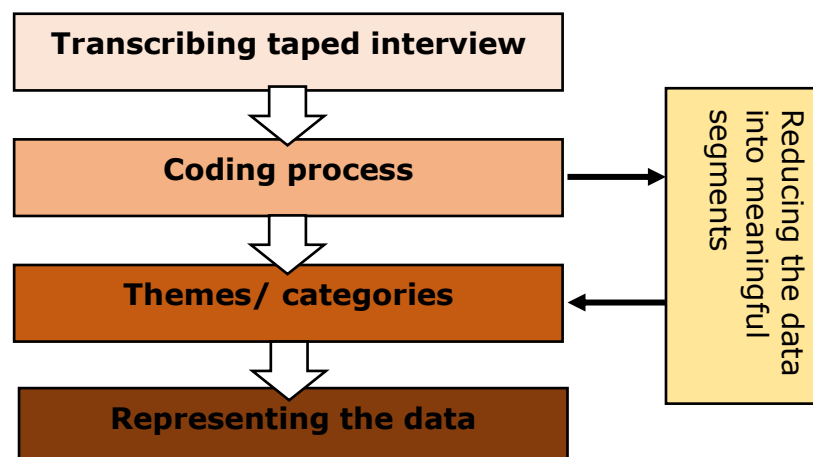 Transcribing taped interview
Coding process
Themes/ categories
Representing the data
Reducing the data
into meaningful
segments